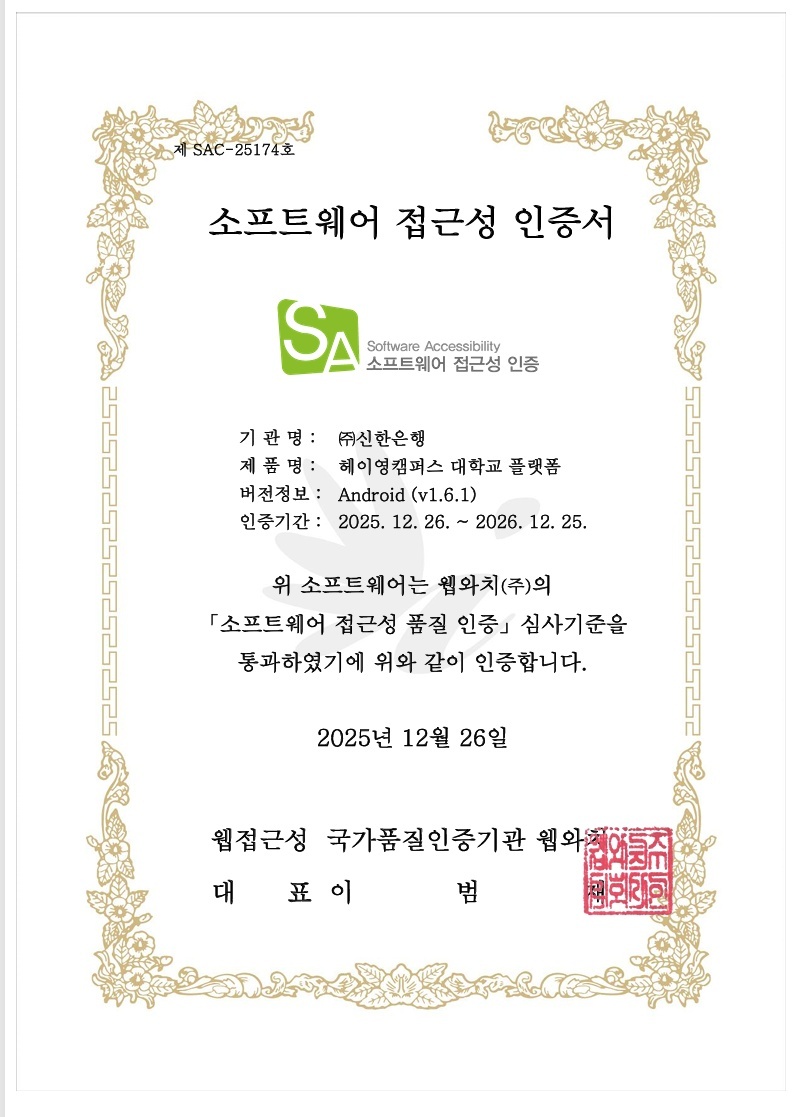 제 SAC-25174호
소프트웨어 접근성 인증서
SA
Software Accessibility
소프트웨어 접근성 인증
기 관 명 : ㈜신한은행
제 품 명 : 헤이영캠퍼스 대학교 플랫폼
버전정보 : Android (v1.6.1)
인증기간 : 2025. 12. 26. ~ 2026. 12. 25.
위 소프트웨어는 웹와치(주)의
「소프트웨어 접근성 품질 인증」 심사기준을
통과하였기에 위와 같이 인증합니다.
2025년 12월 26일
웹접근성 국가품질인증기관 웹와치
대 표 이 범